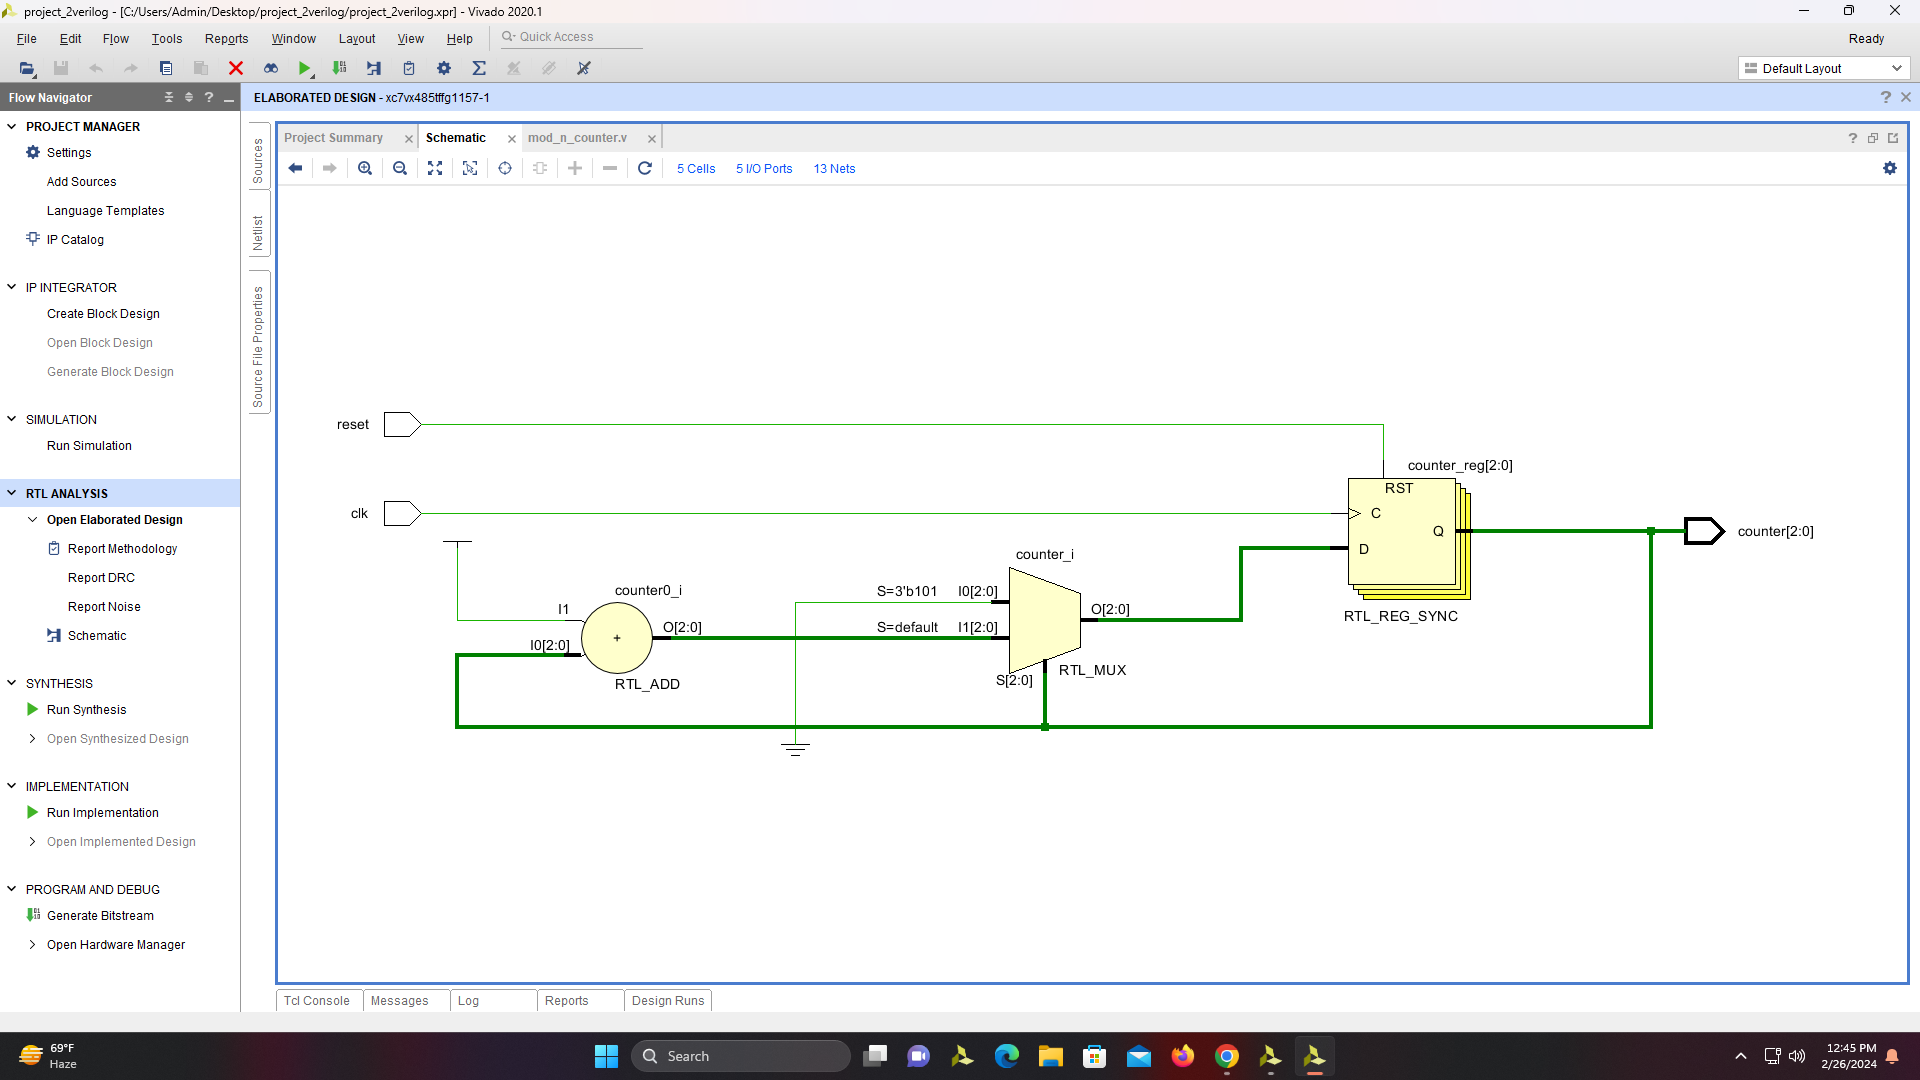 project_2verilog - [C:/Users/Admin/Desktop/project_2verilog/project_2verilog.xpr] - Vivado 2020.1
File Edit Flow Tools Reports Window Layout View Help Quick Access
Ready
Default Layout
Flow Navigator
ELABORATED DESIGN - xc7vx485tffg1157-1
PROJECT MANAGER
Settings
Add Sources
Language Templates
IP Catalog
IP INTEGRATOR
Create Block Design
Open Block Design
Generate Block Design
SIMULATION
Run Simulation
RTL ANALYSIS
Open Elaborated Design
Report Methodology
Report DRC
Report Noise
Schematic
SYNTHESIS
Run Synthesis
Open Synthesized Design
IMPLEMENTATION
Run Implementation
Open Implemented Design
PROGRAM AND DEBUG
Generate Bitstream
Open Hardware Manager
Sources
Netlist
Source File Properties
Project Summary
Schematic
mod_n_counter.v
5 Cells 5 I/O Ports 13 Nets
reset
counter_reg[2:0]
RST
clk
C
Q
counter[2:0]
D
counter_i
counter0_i
S=3'b101 I0[2:0]
I1
O[2:0]
RTL_REG_SYNC
O[2:0]
S=default I1[2:0]
+
I0[2:0]
RTL_MUX
S[2:0]
RTL_ADD
Tcl Console
Messages
Log
Reports
Design Runs
69°F
Haze
Search
12:45 PM
2/26/2024